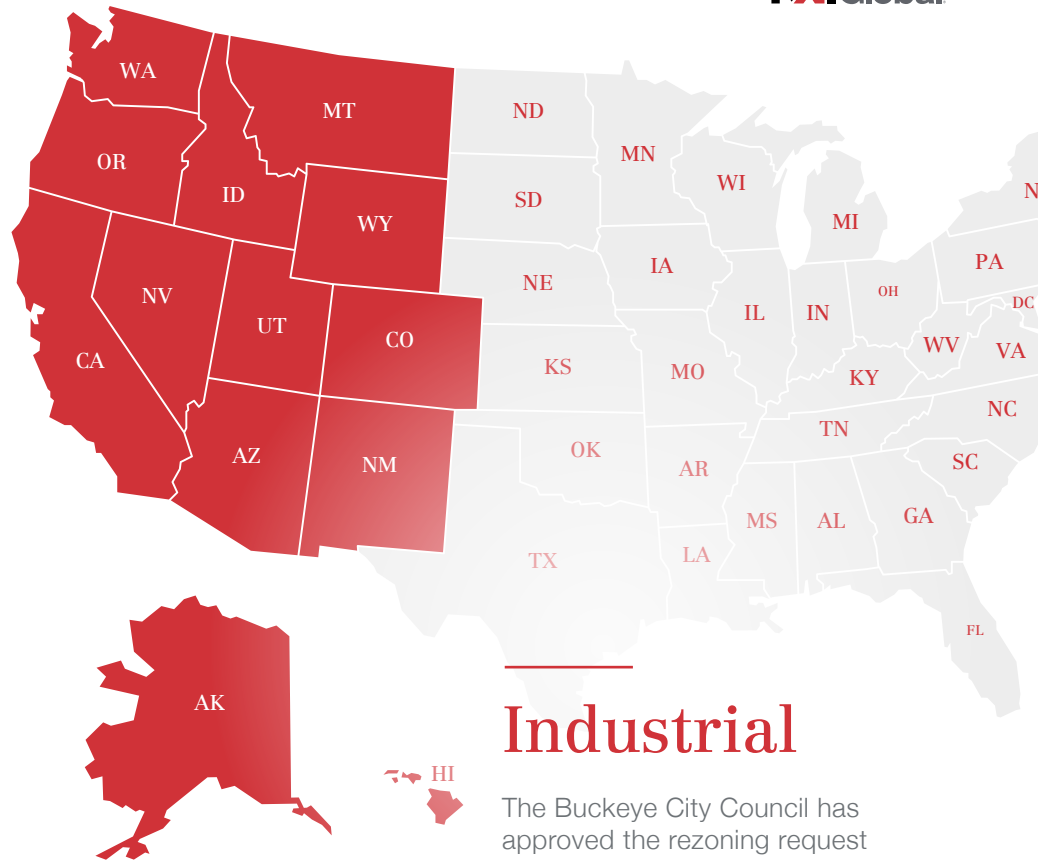 Global
WA
MT
ND
MN
OR
WI
ID
SD
N
MI
WY
IA
PA
NE
OH
NV
DC
IL
IN
UT
CO
WV
VA
CA
KS
MO
KY
NC
TN
AZ
OK
NM
AR
SC
MS
AL
GA
TX
LA
FL
AK
Industrial
HI
The Buckeye City Council has
approved the rezoning request